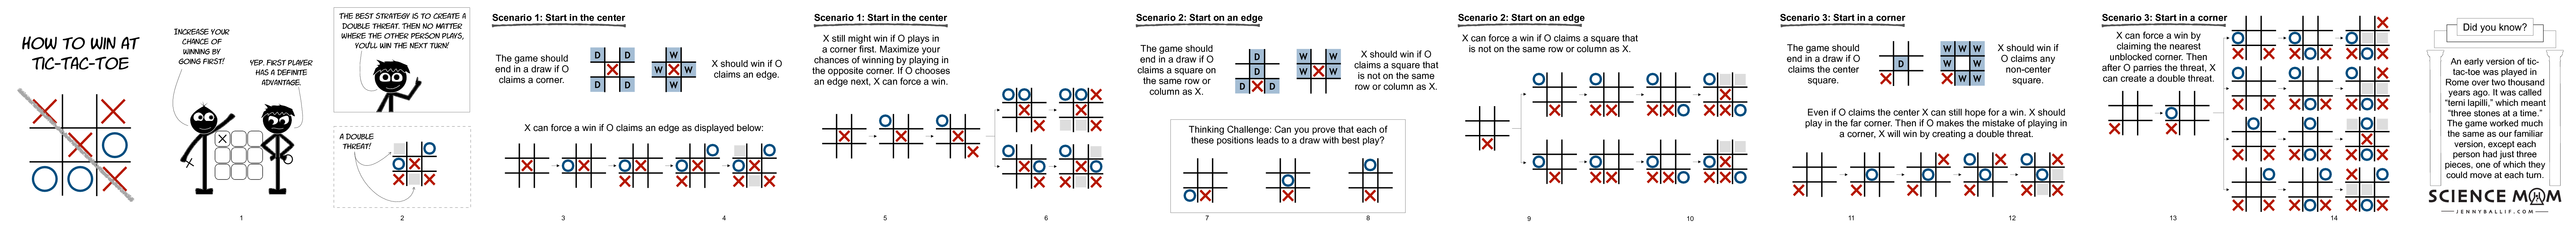 HOW TO WIN AT
TIC-TAC-TOE
INCREASE YOUR
CHANCE OF
WINNING BY
GOING FIRST!
YEP. FIRST PLAYER
HAS A DEFINITE
ADVANTAGE.
1
THE BEST STRATEGY IS TO CREATE A
DOUBLE THREAT. THEN NO MATTER
WHERE THE OTHER PERSON PLAYS,
YOU'LL WIN THE NEXT TURN!
A DOUBLE
THREAT!
2
Scenario 1: Start in the center
The game should
end in a draw if O
claims a corner.
D D
D D
W
W W
W
X should win if O
claims an edge.
X can force a win if O claims an edge as displayed below:
3
4
Scenario 1: Start in the center
X still might win if O plays in
a corner first. Maximize your
chances of winning by playing in
the opposite corner. If O chooses
an edge next, X can force a win.
5
6
Scenario 2: Start on an edge
The game should
end in a draw if O
claims a square on
the same row or
column as X.
D
D
D D
W W
W W
X should win if O
claims a square that
is not on the same
row or column as X.
Thinking Challenge: Can you prove that each of
these positions leads to a draw with best play?
7
8
Scenario 2: Start on an edge
X can force a win if O claims a square that
is not on the same row or column as X.
9
10
Scenario 3: Start in a corner
The game should
end in a draw if O
claims the center
square.
D
W W W
W W
W W
X should win if
O claims any
non-center
square.
Even if O claims the center X can still hope for a win. X should
play in the far corner. Then if O makes the mistake of playing in
a corner, X will win by creating a double threat.
11
12
Scenario 3: Start in a corner
X can force a win by
claiming the nearest
unblocked corner. Then
after O parries the threat, X
can create a double threat.
13
14
Did you know?
An early version of tic-
tac-toe was played in
Rome over two thousand
years ago. It was called
"terni lapilli," which meant
"three stones at a time."
The game worked much
the same as our familiar
version, except each
person had just three
pieces, one of which they
could move at each turn.
SCIENCE MOM
JENNYBALLIF.COM